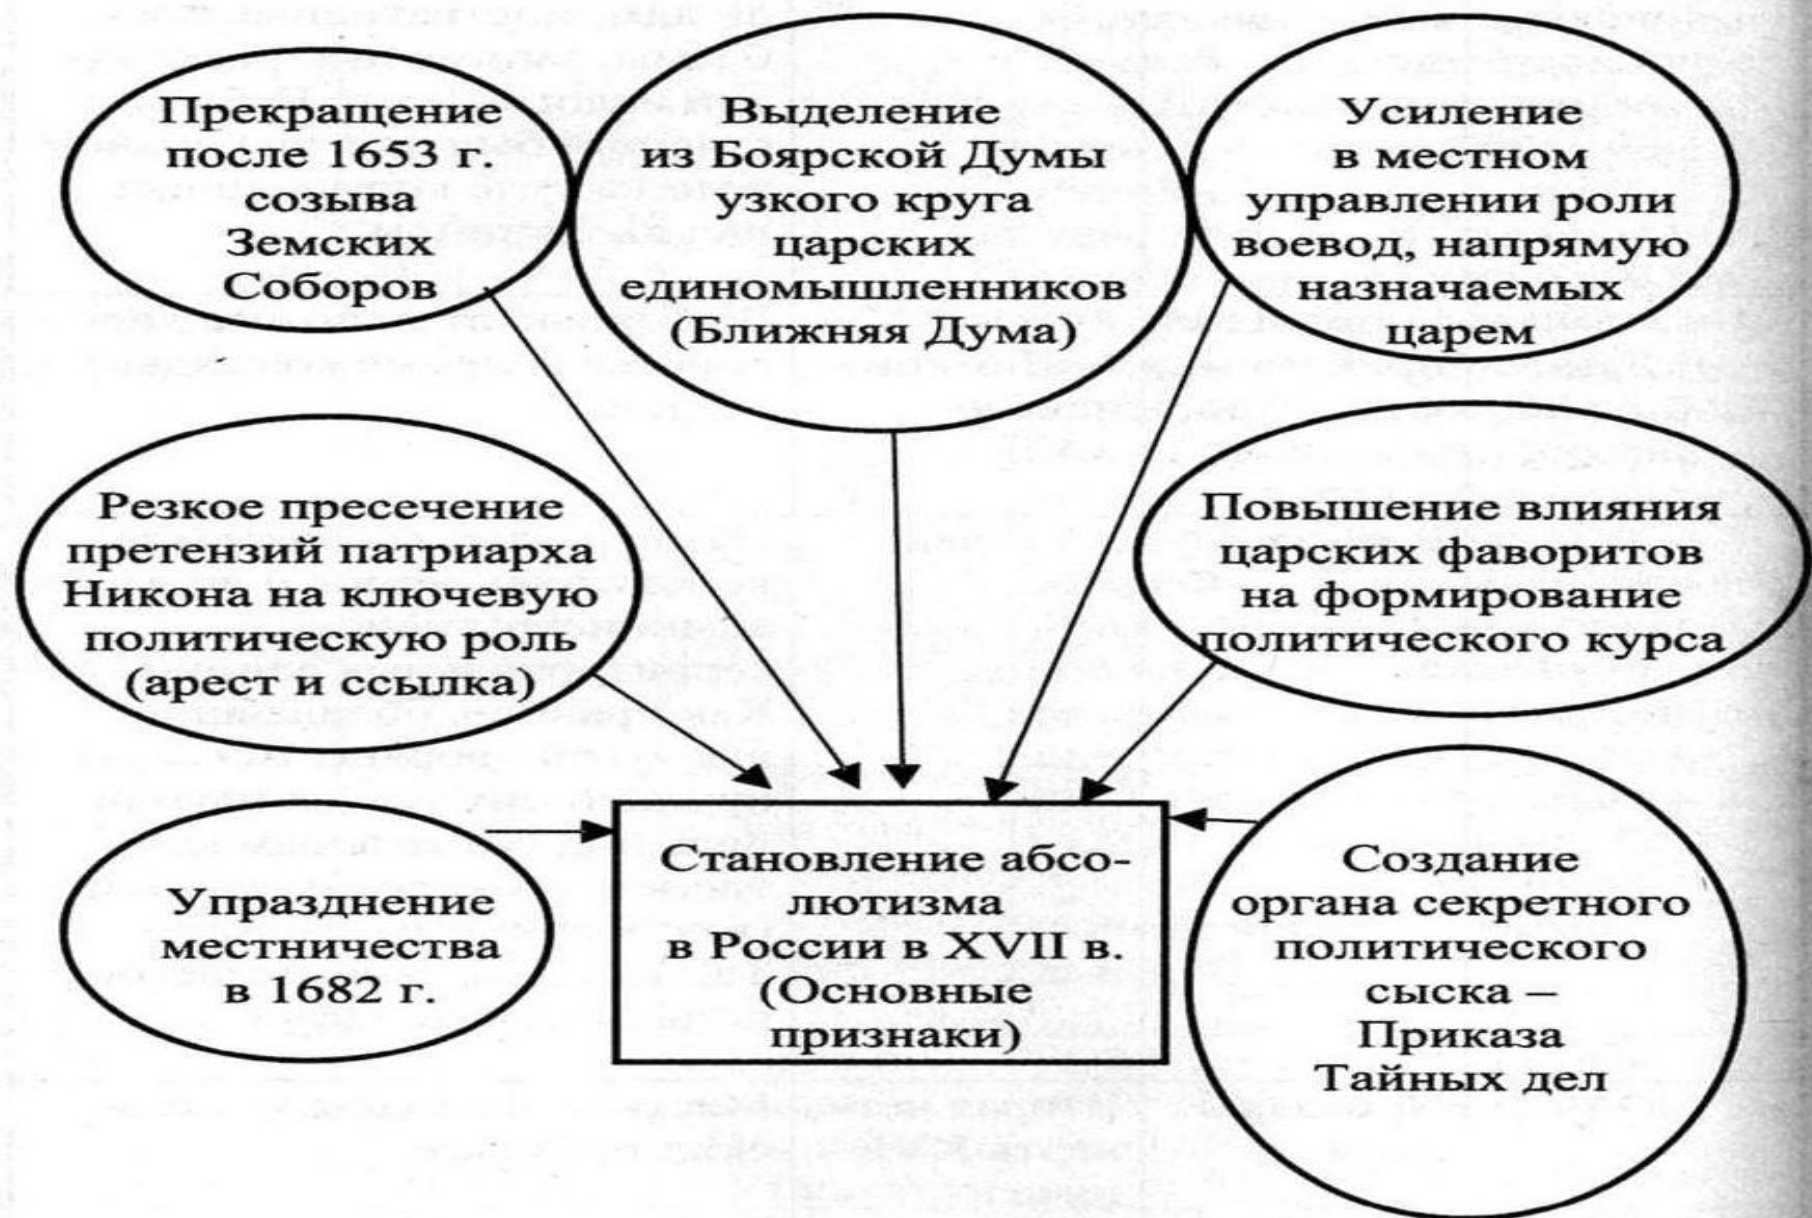 Прекращение
после 1653 г.
созыва
Земских
Соборов
Выделение
из Боярской Думы
узкого круга
царских
единомышленников
(Ближняя Дума)
Усиление
в местном
управлении роли
воевод, напрямую
назначаемых
царем
Резкое пресечение
претензий патриарха
Никона на ключевую
политическую роль
(арест и ссылка)
Повышение влияния
царских фаворитов
на формирование
политического курса
Упразднение
местничества
в 1682 г.
Становление абсо-
лютизма
в России в XVII в.
(Основные
признаки)
Создание
органа секретного
политического
сыска –
Приказа
Тайных дел